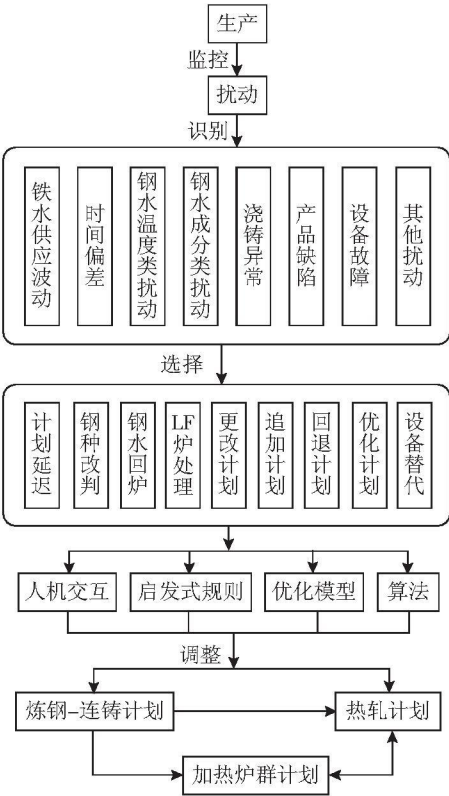 生产
监控
扰动
识别
铁水供应波动
时间偏差
钢水温度类扰动
钢水成分类扰动
浇铸异常
产品缺陷
设备故障
其他扰动
选择
计划延迟
钢种改判
钢水回炉
LF炉处理
更改计划
追加计划
回退计划
优化计划
设备替代
人机交互
启发式规则
优化模型
算法
调整
炼钢-连铸计划
热轧计划
加热炉群计划